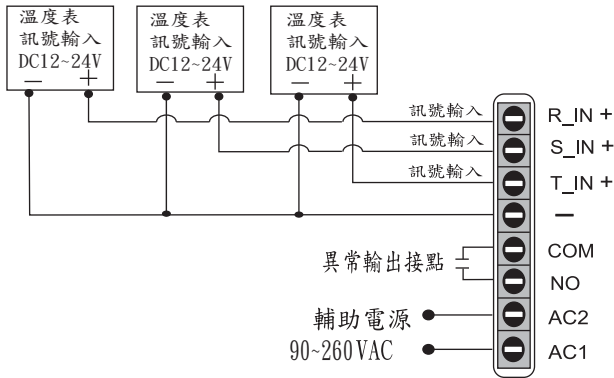 溫度表
訊號輸入
DC12~24V
— +
溫度表
訊號輸入
DC12~24V
— +
溫度表
訊號輸入
DC12~24V
— +
訊號輸入 R_IN +
訊號輸入 S_IN +
訊號輸入 T_IN +
—
異常輸出接點
COM
NO
輔助電源 AC2
90~260VAC AC1